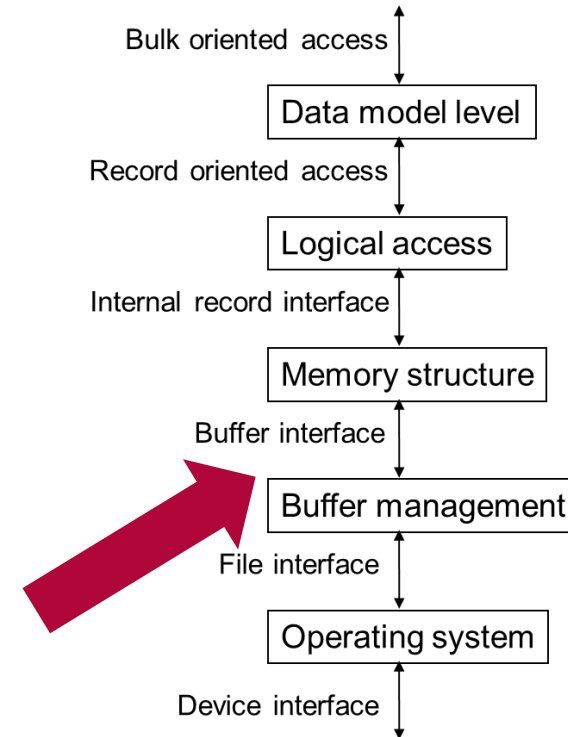 Bulk oriented access
Data model level
Record oriented access
Logical access
Internal record interface
Memory structure
Buffer interface
Buffer management
File interface
Operating system
Device interface